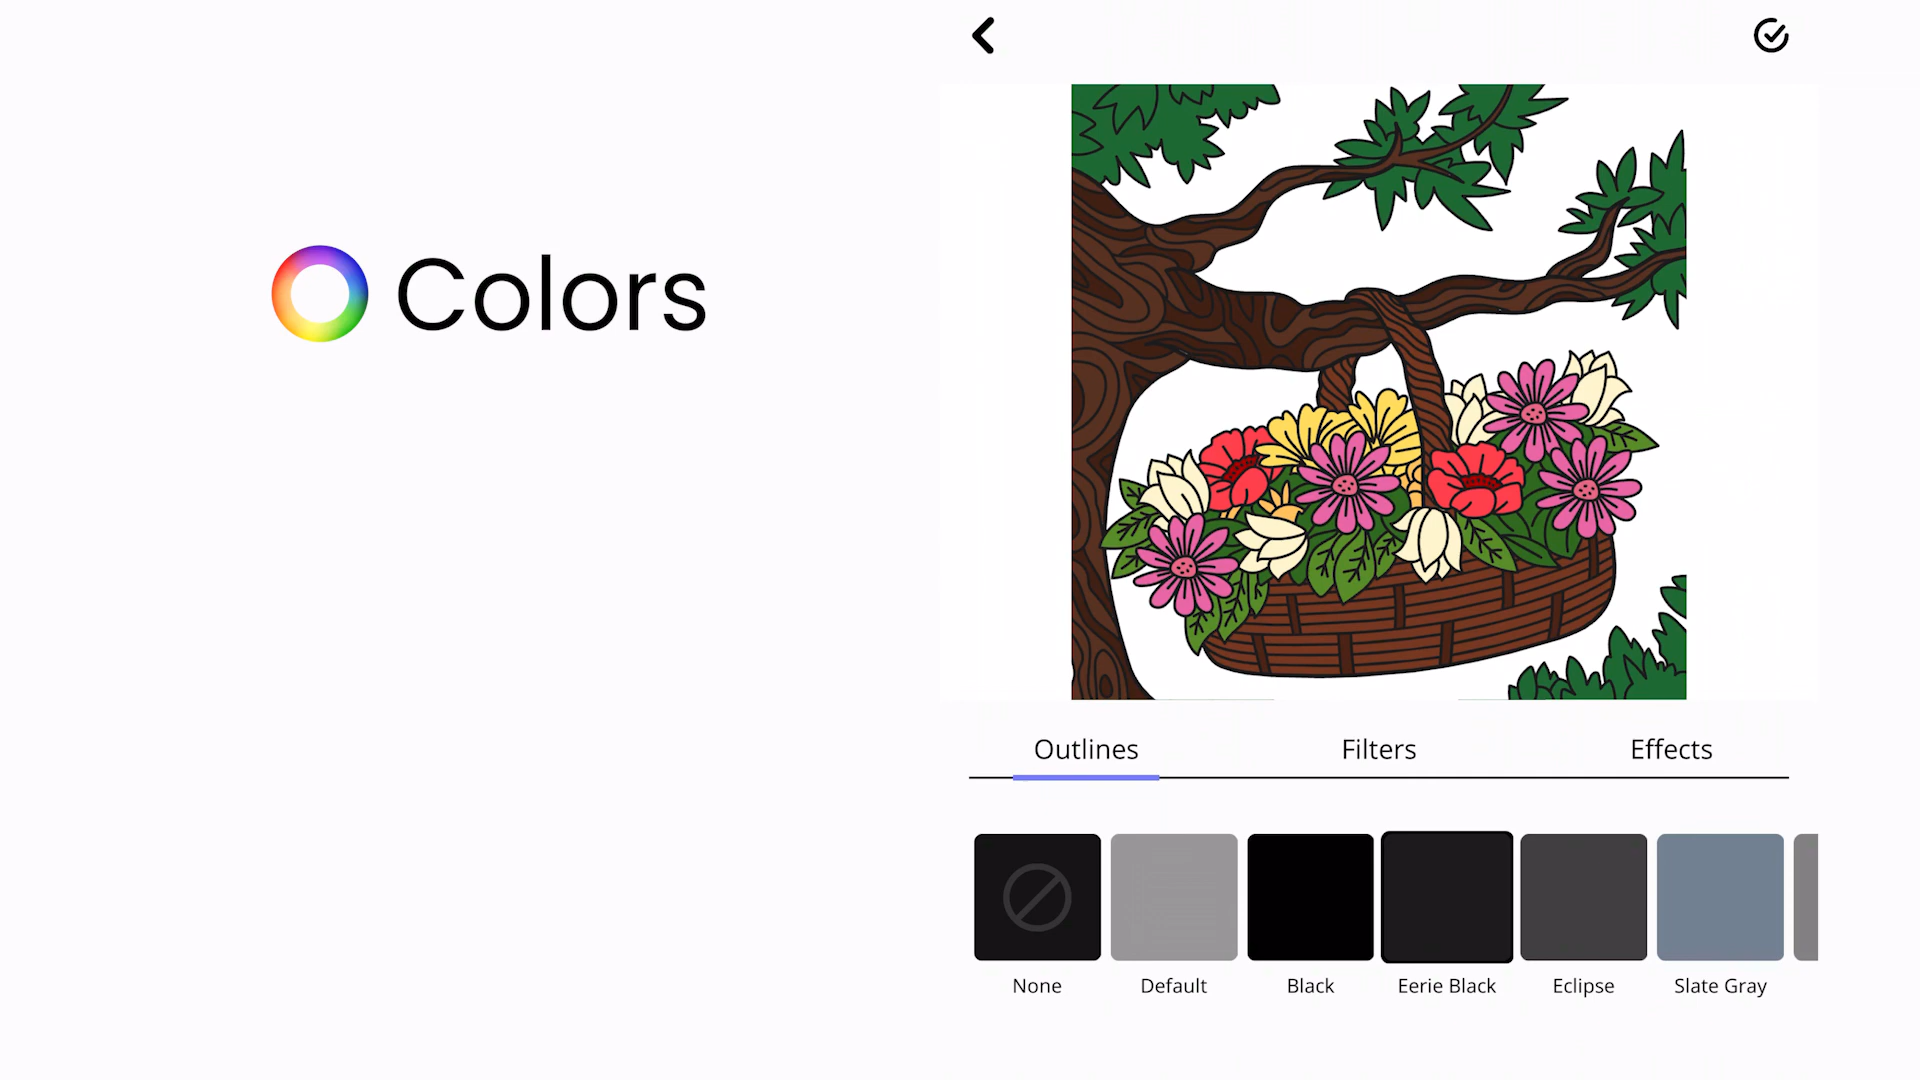 Colors
Outlines
Filters
Effects
None
Default
Black
Eerie Black
Eclipse
Slate Gray